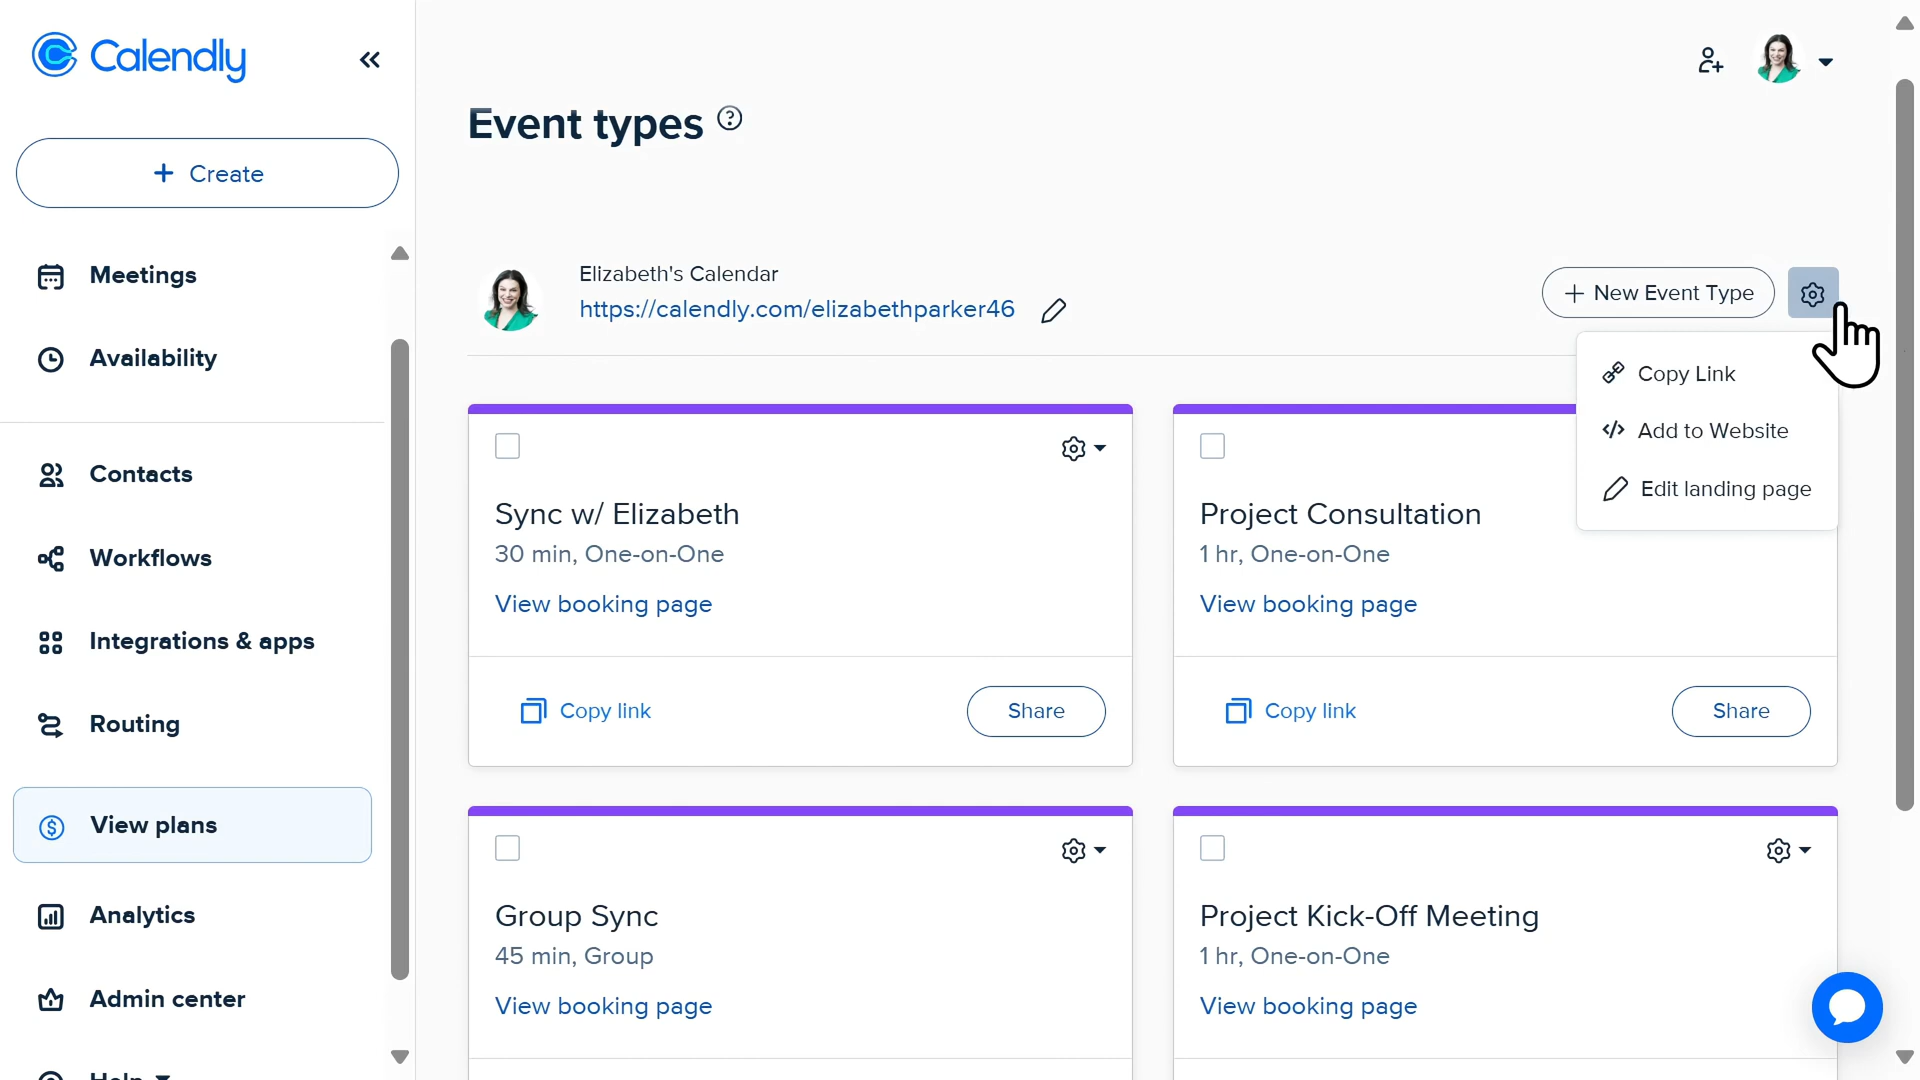 Calendly
Create
Meetings
Availability
Contacts
Workflows
Integrations & apps
Routing
View plans
Analytics
Admin center
Help
Event types
Elizabeth's Calendar
https://calendly.com/elizabethparker46
+ New Event Type
Copy Link
Add to Website
Edit landing page
Sync w/ Elizabeth
30 min, One-on-One
View booking page
Copy link
Share
Project Consultation
1 hr, One-on-One
View booking page
Copy link
Share
Group Sync
45 min, Group
View booking page
Project Kick-Off Meeting
1 hr, One-on-One
View booking page